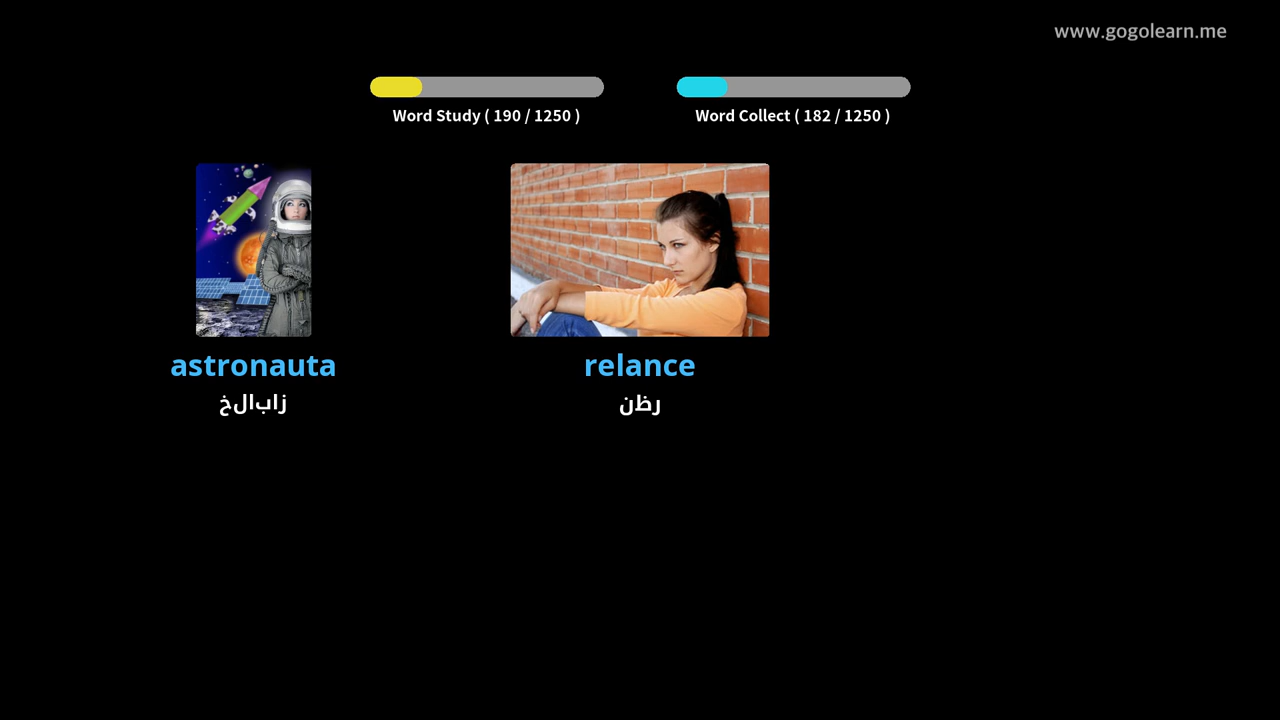 www.gogolearn.me
Word Study ( 190 / 1250 )
Word Collect ( 182 / 1250 )
astronauta
زابالخ
relance
رظن